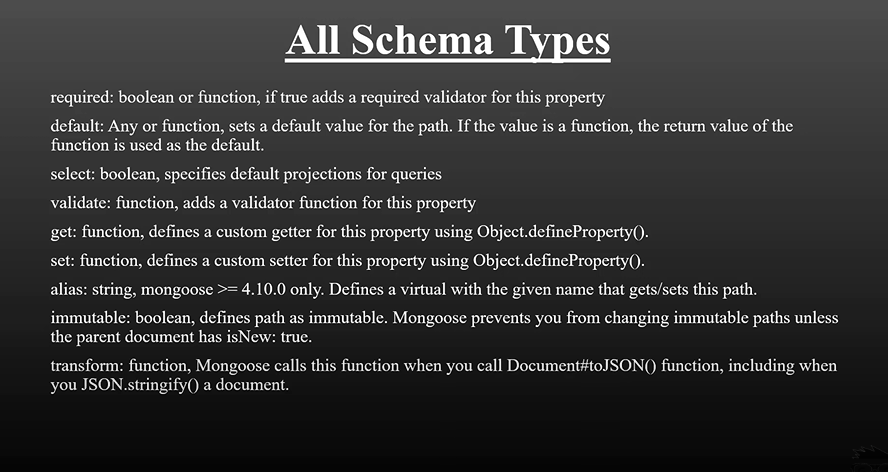 All Schema Types
required: boolean or function, if true adds a required validator for this property
default: Any or function, sets a default value for the path. If the value is a function, the return value of the
function is used as the default.
select: boolean, specifies default projections for queries
validate: function, adds a validator function for this property
get: function, defines a custom getter for this property using Object.defineProperty().
set: function, defines a custom setter for this property using Object.defineProperty().
alias: string, mongoose >= 4.10.0 only. Defines a virtual with the given name that gets/sets this path.
immutable: boolean, defines path as immutable. Mongoose prevents you from changing immutable paths unless
the parent document has isNew: true.
transform: function, Mongoose calls this function when you call Document#toJSON() function, including when
you JSON.stringify() a document.